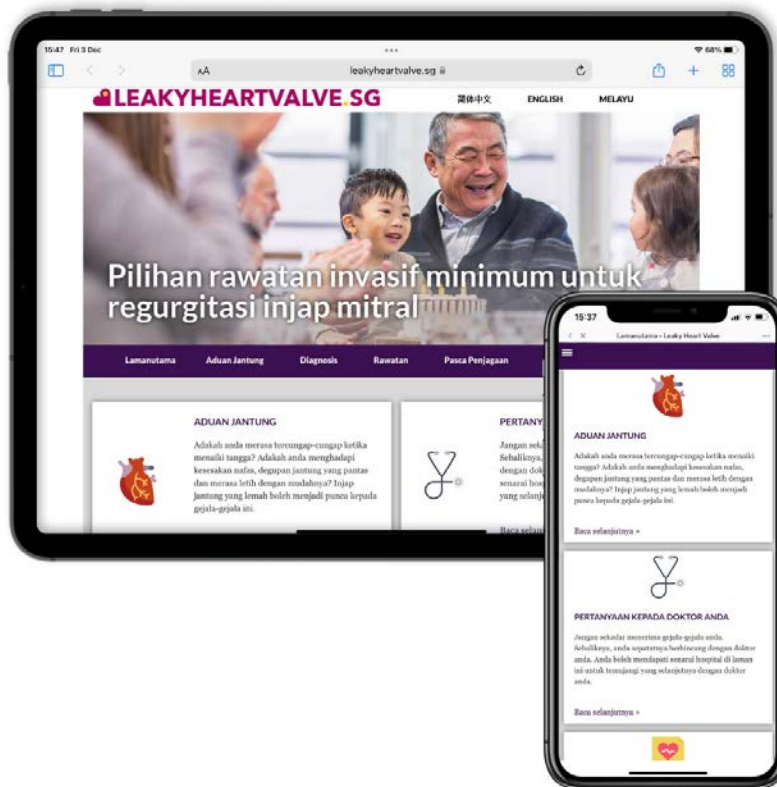 15:47 Fri 3 Dec
68%
AA
leakyheartvalve.sg
LEAKYHEARTVALVE.SG
简体中文 ENGLISH MELAYU
Pilihan rawatan invasif minimum untuk
regurgitasi injap mitral
Lamanutama Aduan Jantung Diagnosis Rawatan Pasca Penjagaan
ADUAN JANTUNG
Adakah anda merasa tercungap-cungap ketika
menaiki tangga? Adakah anda menghadapi
kesesakan nafas, degupan jantung yang pantas
dan merasa letih dengan mudahnya? Injap
jantung yang lemah boleh menjadi punca kepada
gejala-gejala ini.
PERTANY
Jangan seka
Sebaliknya,
dengan dok
senarai hosp
yang selanju
Baca selan
15:37
Lamanutama - Leaky Heart Valve
ADUAN JANTUNG
Adakah anda merasa tercungap-cungap ketika menaiki
tangga? Adakah anda menghadapi kesesakan nafas,
degupan jantung yang pantas dan merasa letih dengan
mudahnya? Injap jantung yang lemah boleh menjadi
punca kepada gejala-gejala ini.
Baca selanjutnya »
PERTANYAAN KEPADA DOKTOR ANDA
Jangan sekadar menerima gejala-gejala anda.
Sebaliknya, anda sepatutnya berbincang dengan doktor
anda. Anda boleh mendapati senarai hospital di laman
ini untuk temujanji yang selanjutnya dengan doktor
anda.
Baca selanjutnya »